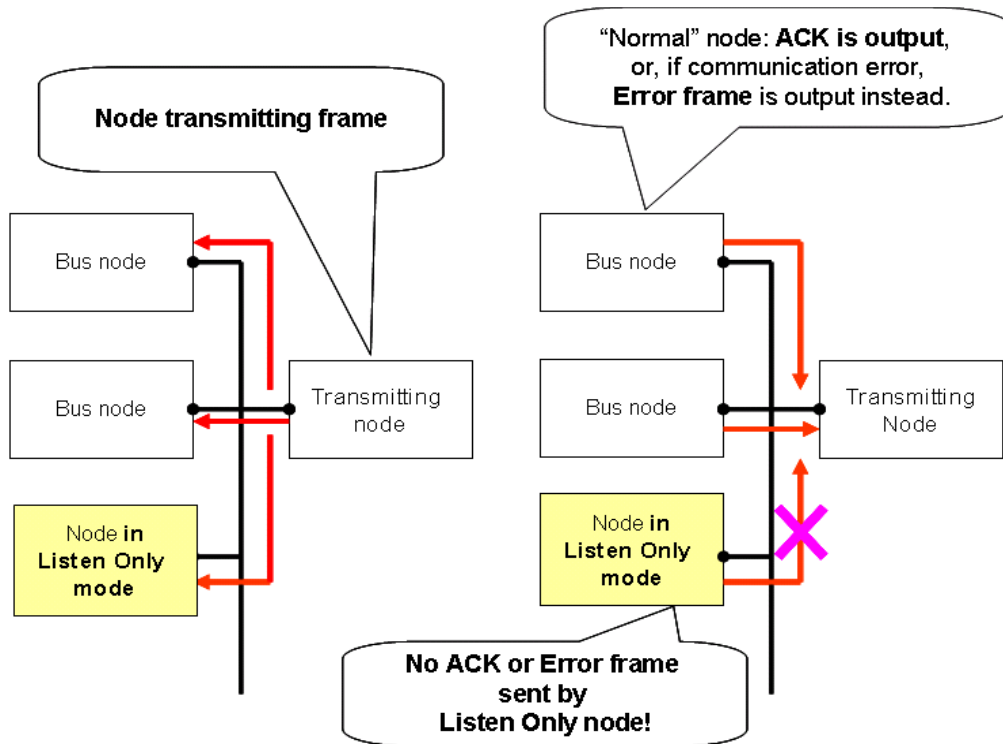 Node transmitting frame
Bus node
Bus node
Transmitting
node
Node in
Listen Only
mode
“Normal” node: ACK is output,
or, if communication error,
Error frame is output instead.
Bus node
Bus node
Transmitting
Node
Node in
Listen Only
mode
No ACK or Error frame
sent by
Listen Only node!